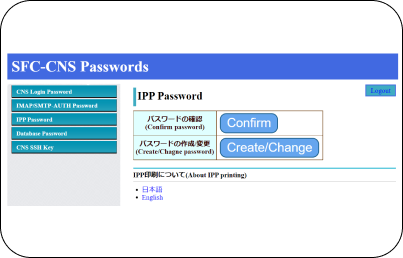 SFC-CNS Passwords
CNS Login Password
IMAP/SMTP-AUTH Password
IPP Password
Database Password
CNS SSH Key
IPP Password
Logout
パスワードの確認
(Confirm password)
Confirm
パスワードの作成/変更
(Create/Chagne password)
Create/Change
IPP印刷について(About IPP printing)
日本語
English